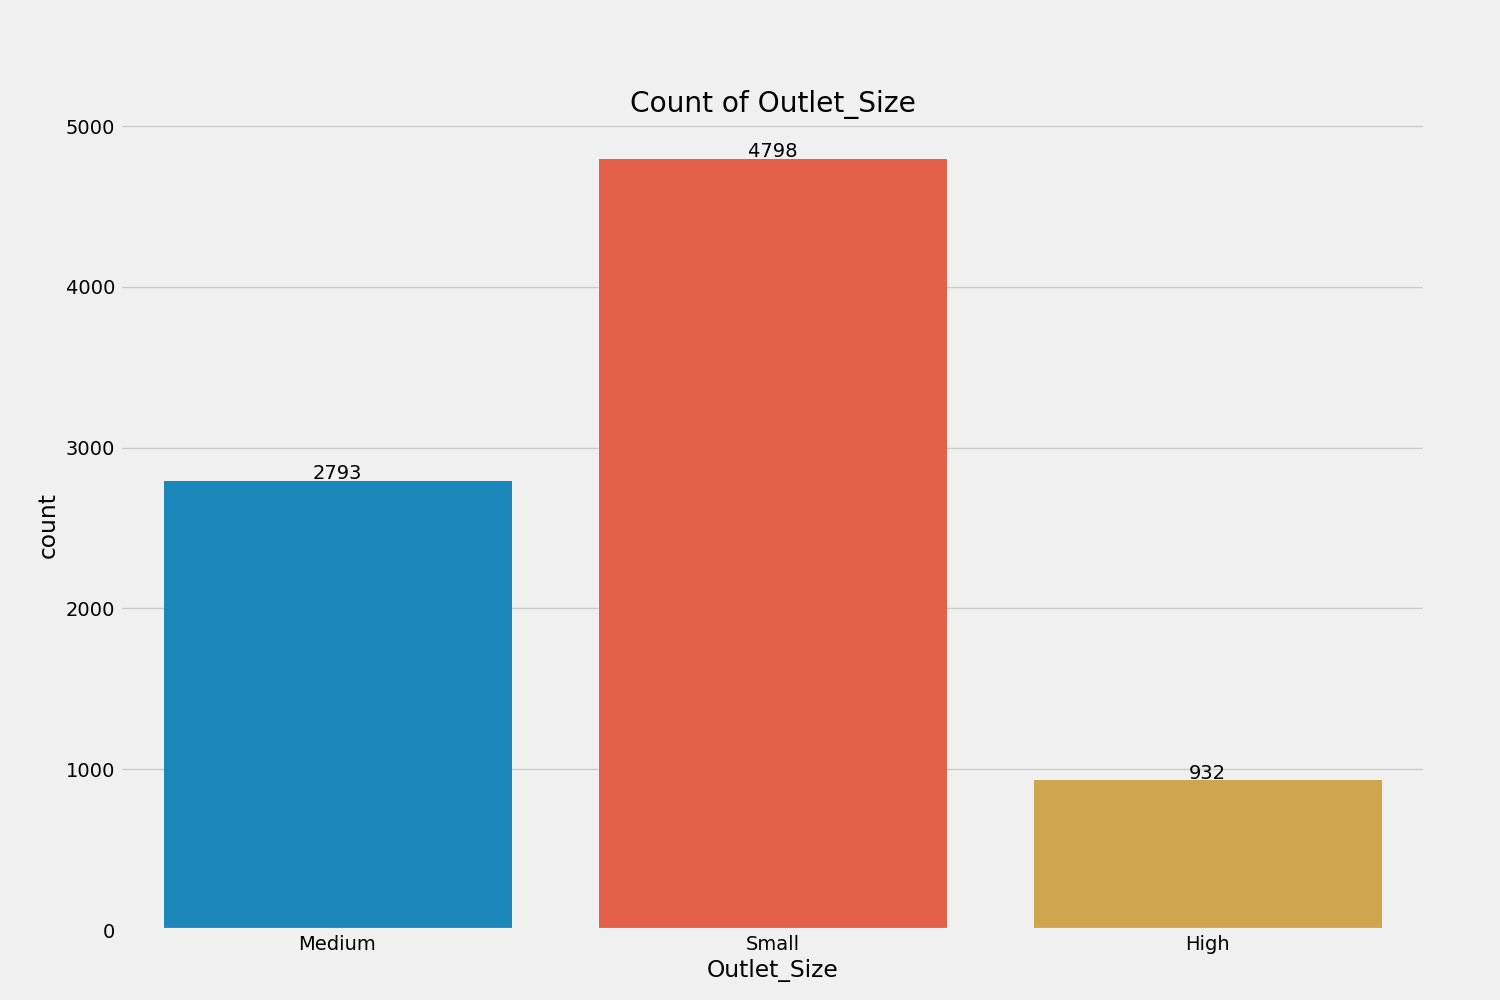 Count of Outlet_Size
5000
4798
4000
3000
2793
count
2000
1000
932
0
Medium Small High
Outlet_Size